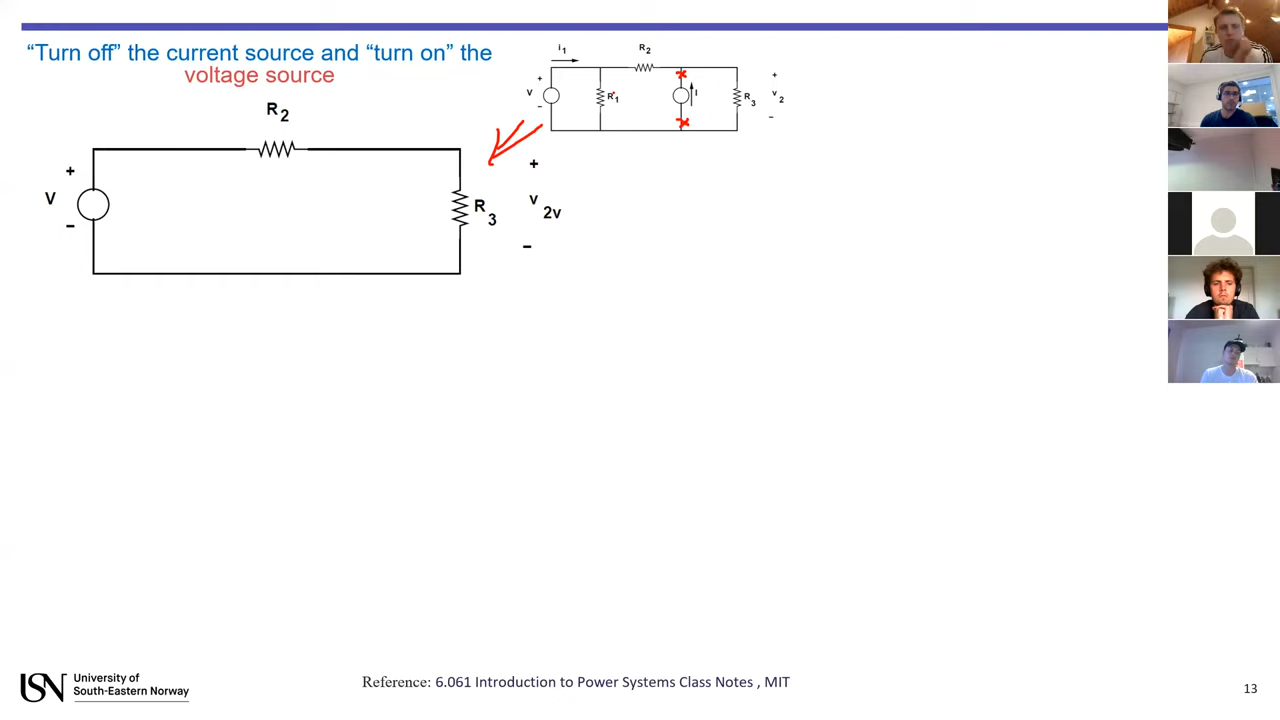 “Turn off” the current source and “turn on” the
voltage source
i1
R2
+
V
-
R1
I
R3
+
v2
-
R2
+
V
-
R3
+
v2v
-
USN University of
South-Eastern Norway
Reference: 6.061 Introduction to Power Systems Class Notes , MIT
13